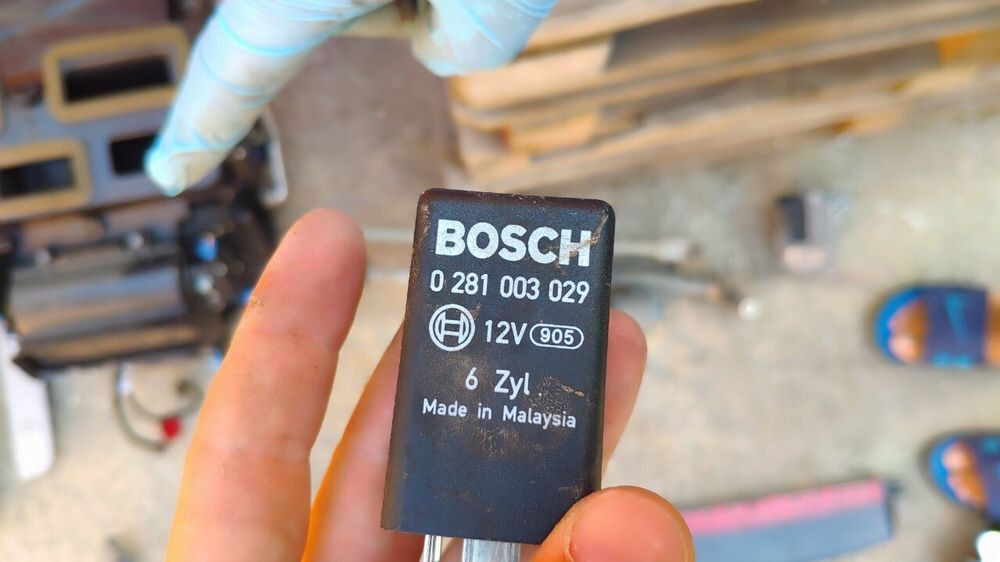 BOSCH
0 281 003 029
12V 905
6 Zyl
Made in Malaysia